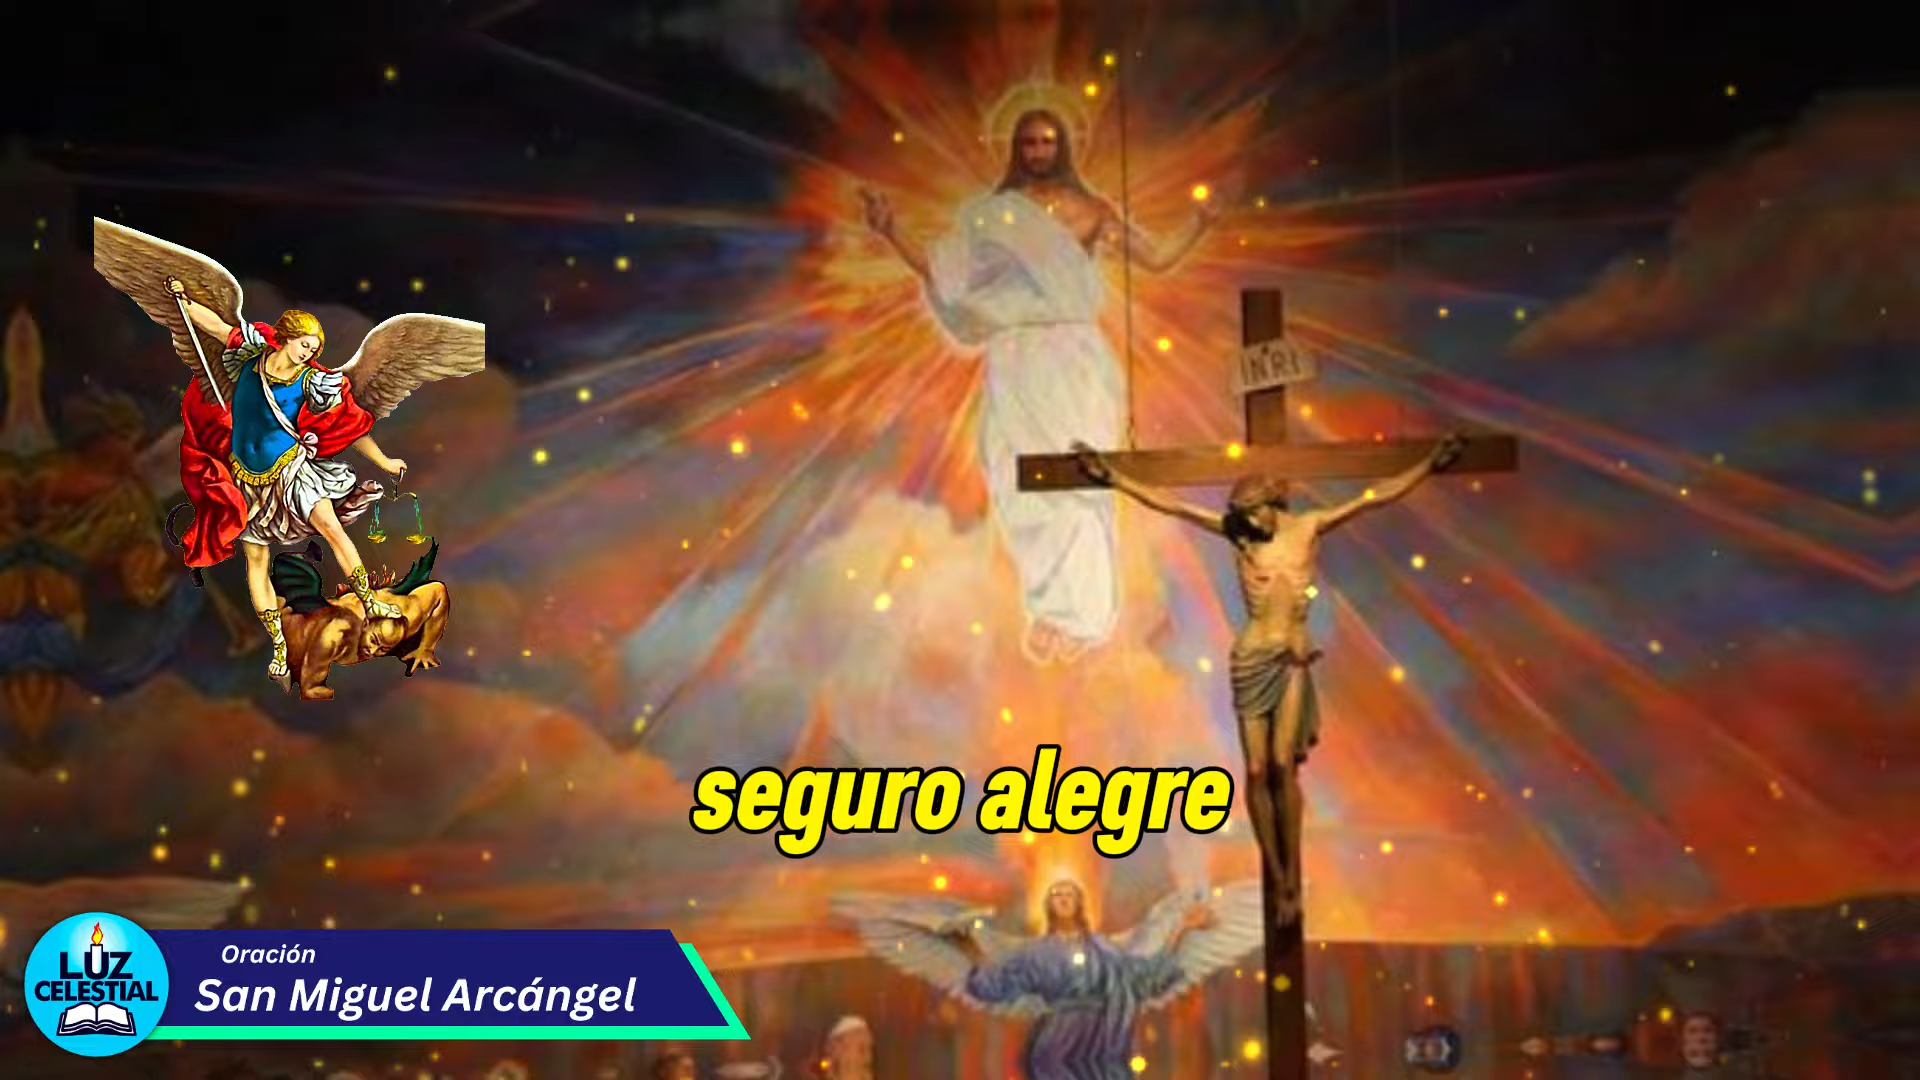 INRI
seguro alegre
Oración
San Miguel Arcángel
LUZ
CELESTIAL